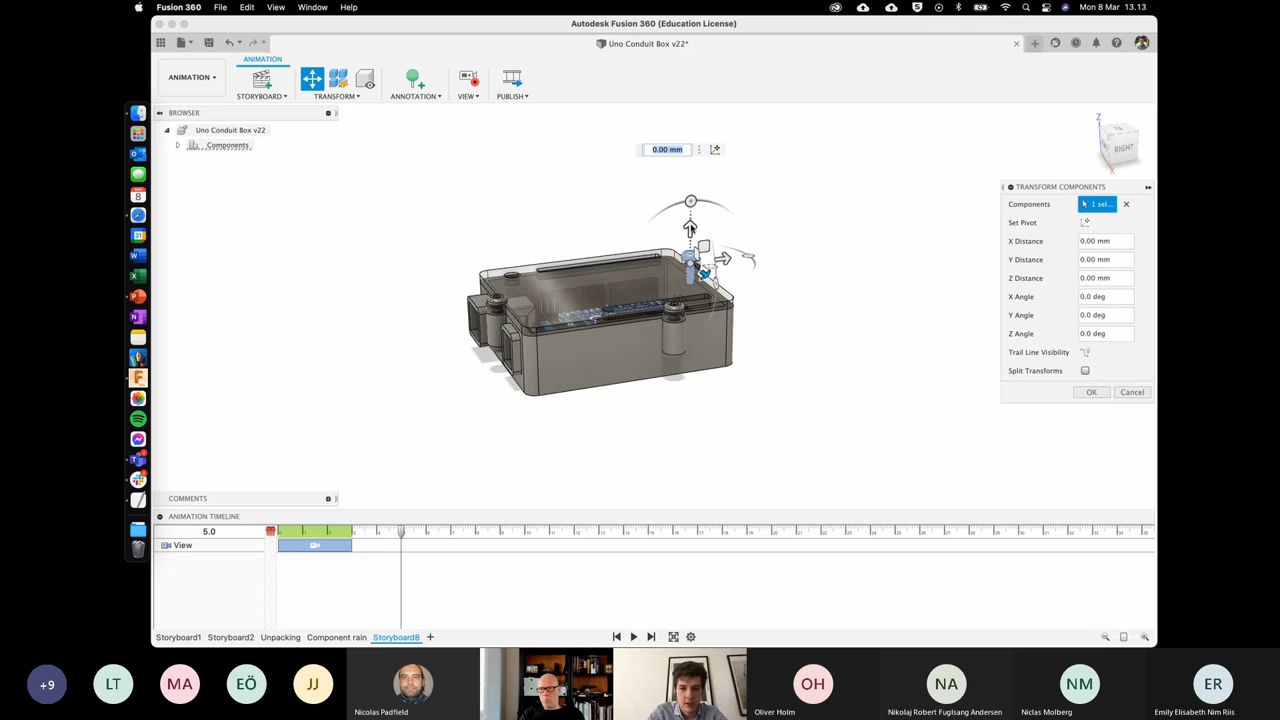 Fusion 360 File Edit View Window Help
Mon 8 Mar 13.13
Autodesk Fusion 360 (Education License)
Uno Conduit Box v22*
ANIMATION
ANIMATION
STORYBOARD
TRANSFORM
ANNOTATION
VIEW
PUBLISH
BROWSER
Uno Conduit Box v22
Components
0.00 mm
Z
RIGHT
X
TRANSFORM COMPONENTS
Components 1 sel...
Set Pivot
X Distance 0.00 mm
Y Distance 0.00 mm
Z Distance 0.00 mm
X Angle 0.0 deg
Y Angle 0.0 deg
Z Angle 0.0 deg
Trail Line Visibility
Split Transforms
OK Cancel
COMMENTS
ANIMATION TIMELINE
5.0
View
Storyboard1 Storyboard2 Unpacking Component rain Storyboard8 +
+9
LT
MA
EÖ
JJ
Nicolas Padfield
OH
Oliver Holm
NA
Nikolaj Robert Fuglsang Andersen
NM
Niclas Molberg
ER
Emily Elisabeth Nim Riis